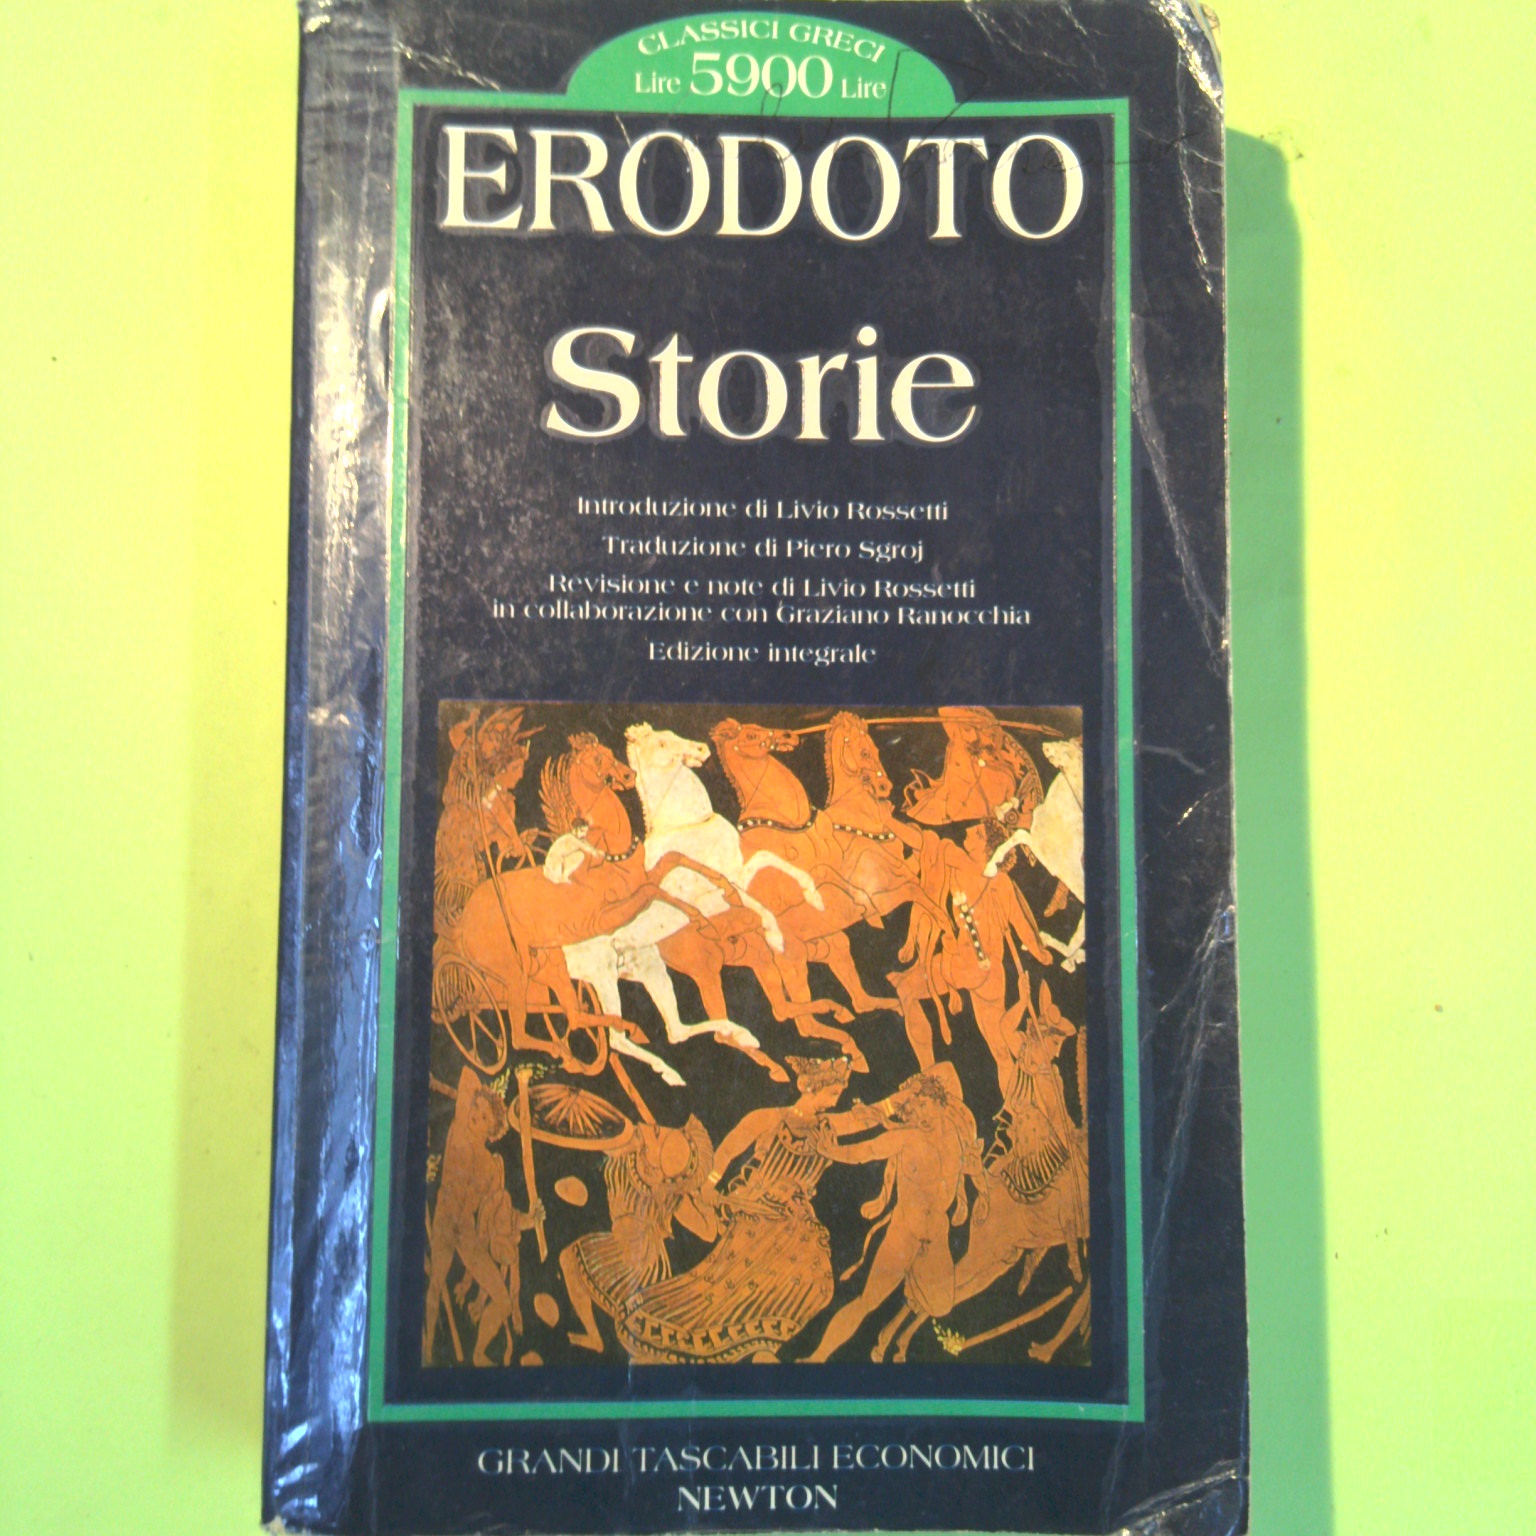 CLASSICI GRECI
Lire 5900 Lire
ERODOTO
Storie
Introduzione di Livio Rossetti
Traduzione di Piero Sgroj
Revisione e note di Livio Rossetti
in collaborazione con Graziano Ranocchia
Edizione integrale
GRANDI TASCABILI ECONOMICI
NEWTON